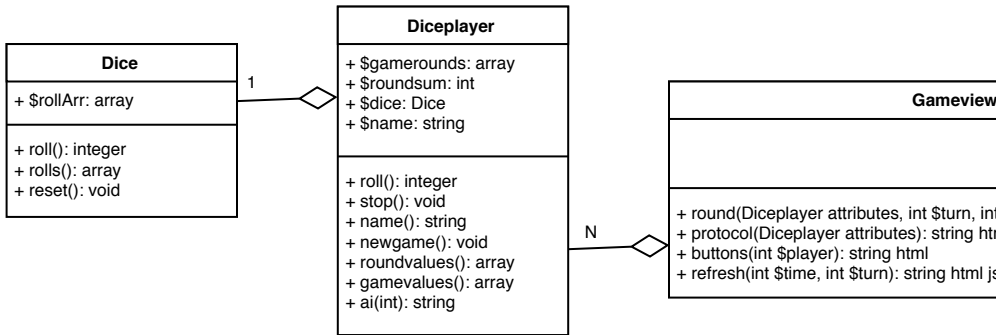 Dice
+ $rollArr: array
+ roll(): integer
+ rolls(): array
+ reset(): void
1
Diceplayer
+ $gamerounds: array
+ $roundsum: int
+ $dice: Dice
+ $name: string
+ roll(): integer
+ stop(): void
+ name(): string
+ newgame(): void
+ roundvalues(): array
+ gamevalues(): array
+ ai(int): string
N
Gameview
+ round(Diceplayer attributes, int $turn, int
+ protocol(Diceplayer attributes): string
+ buttons(int $player): string html
+ refresh(int $time, int $turn): string html